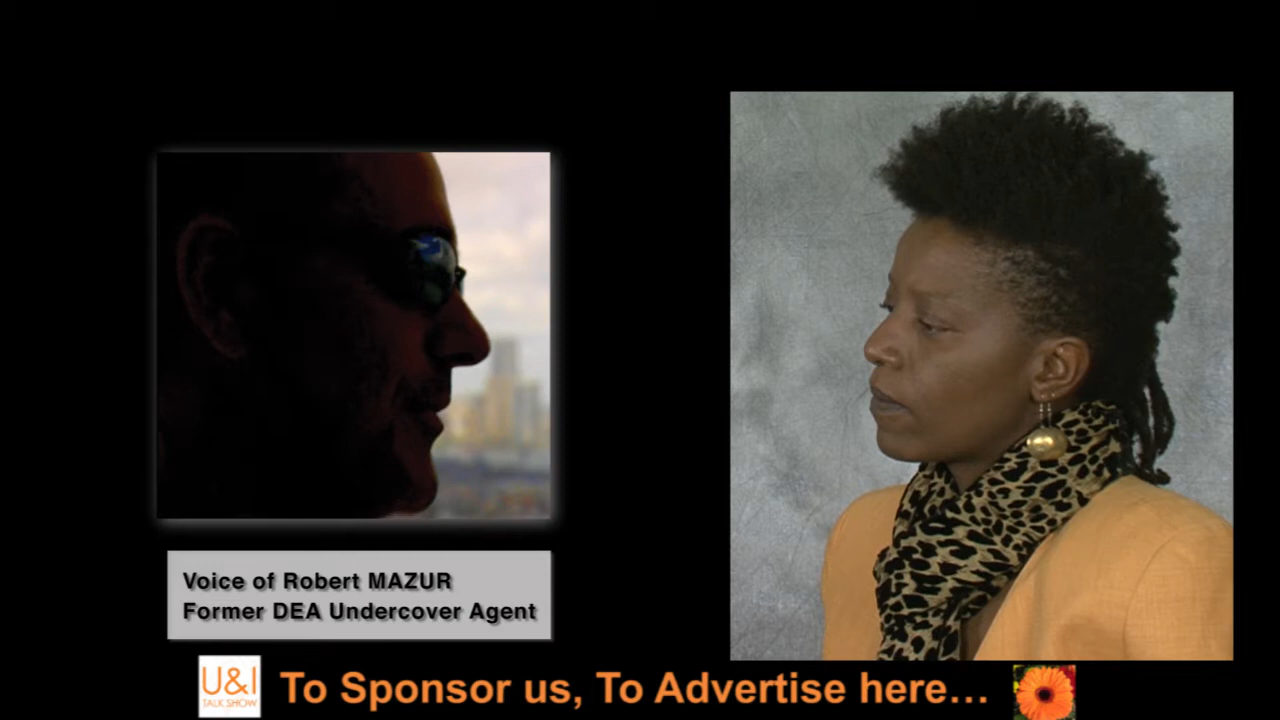 Voice of Robert MAZUR
Former DEA Undercover Agent
U&I
TALK SHOW
To Sponsor us, To Advertise here...